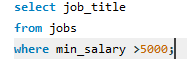 select job_title
from jobs
where min_salary >5000;